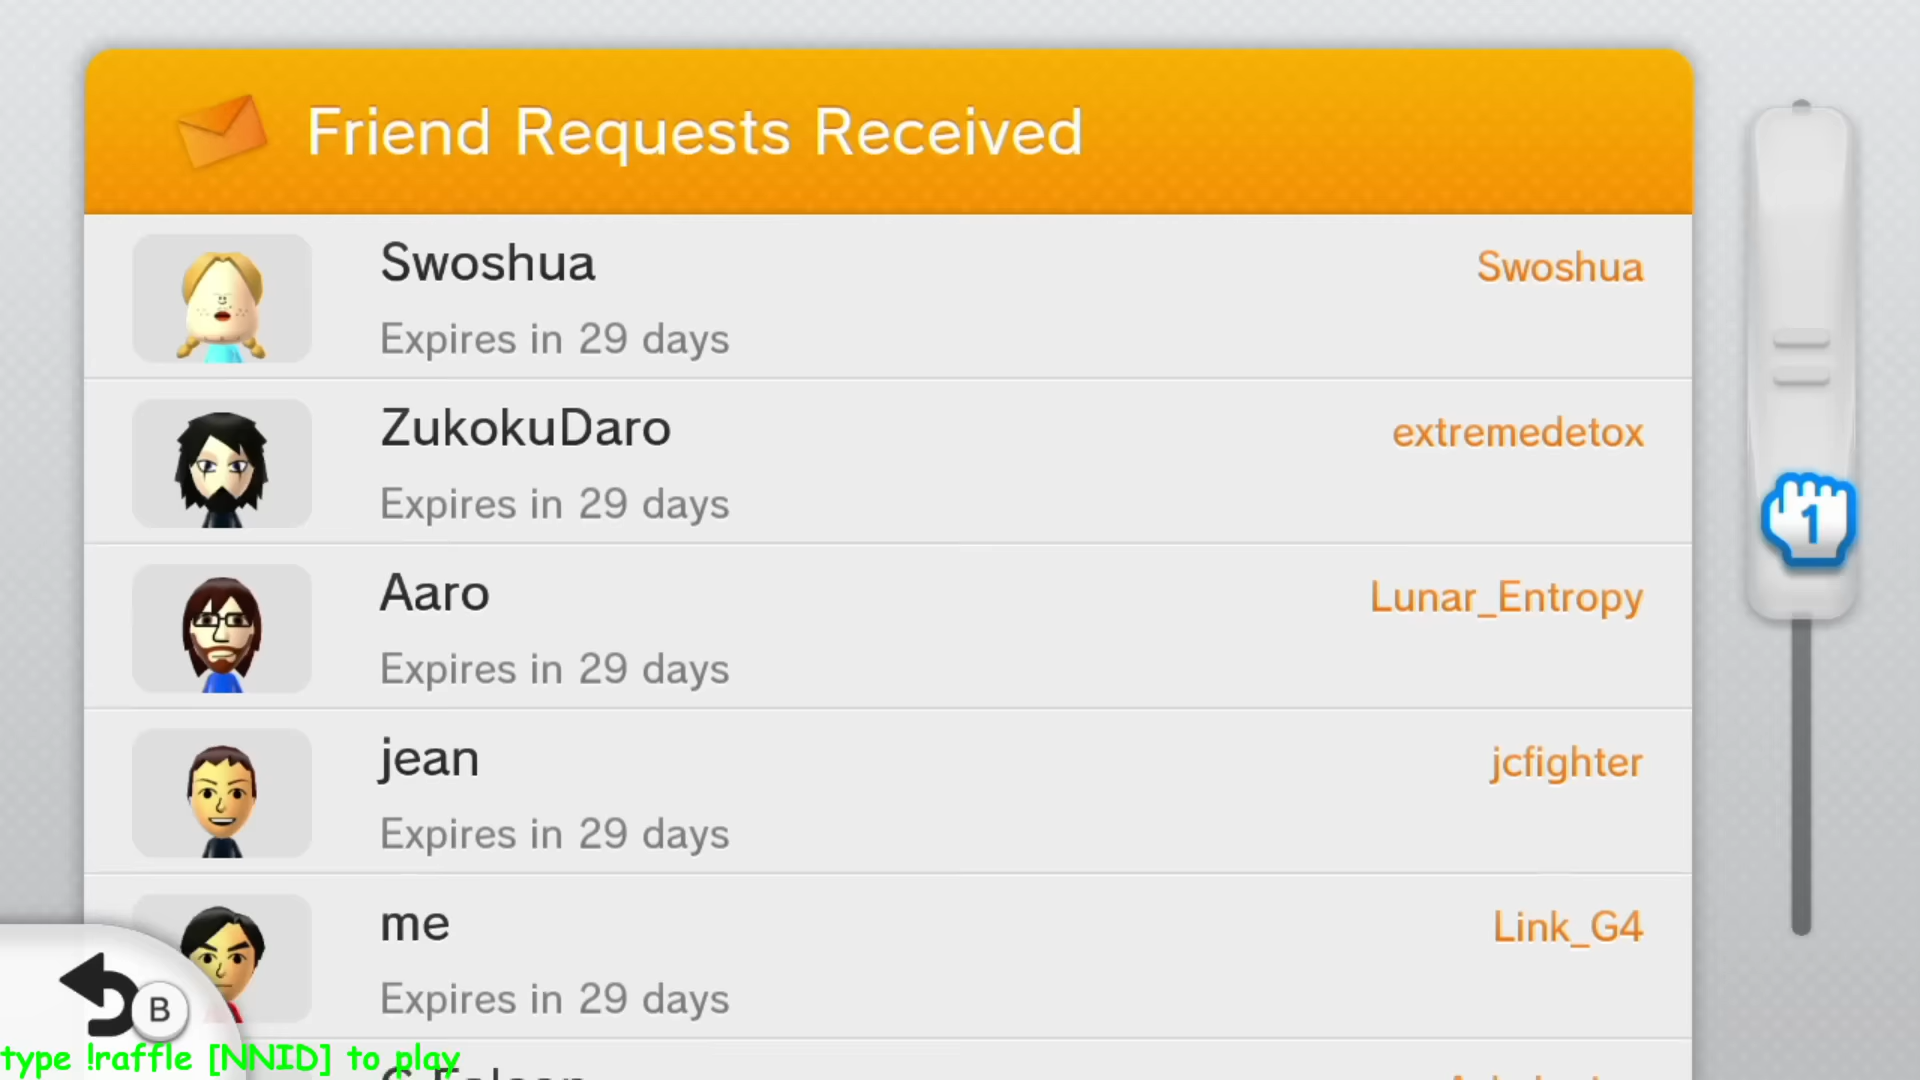 Friend Requests Received
Swoshua Swoshua
Expires in 29 days
ZukokuDaro extremedetox
Expires in 29 days
Aaro Lunar_Entropy
Expires in 29 days
jean jcfighter
Expires in 29 days
me Link_G4
Expires in 29 days
1
B
type !raffle [NNID] to play